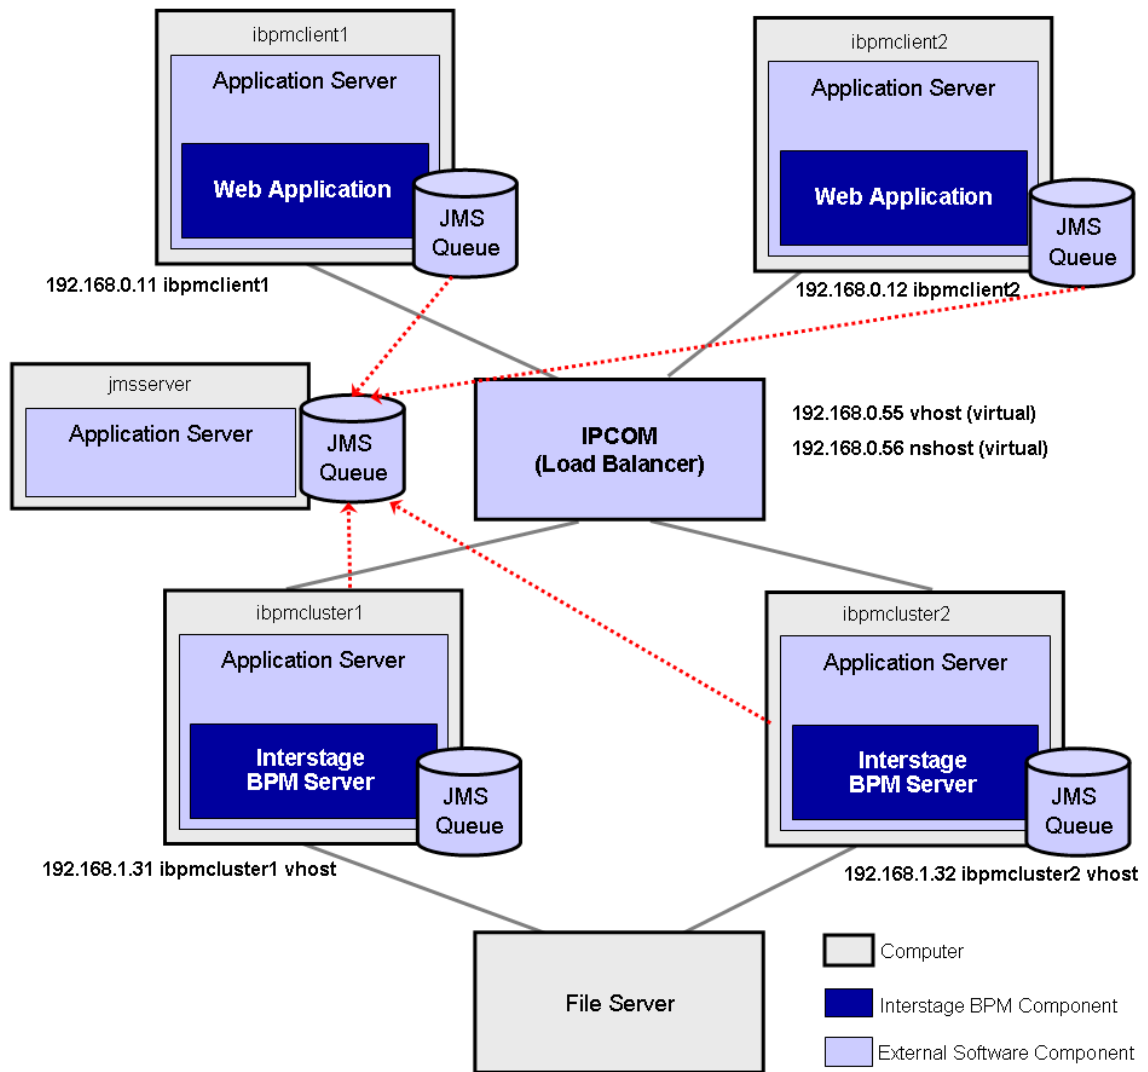 ibpmclient1
Application Server
Web Application
JMS
Queue
192.168.0.11 ibpmclient1
ibpmclient2
Application Server
Web Application
JMS
Queue
192.168.0.12 ibpmclient2
jmsserver
Application Server
JMS
Queue
IPCOM
(Load Balancer)
192.168.0.55 vhost (virtual)
192.168.0.56 nshost (virtual)
ibpmcluster1
Application Server
Interstage
BPM Server
JMS
Queue
192.168.1.31 ibpmcluster1 vhost
ibpmcluster2
Application Server
Interstage
BPM Server
JMS
Queue
192.168.1.32 ibpmcluster2 vhost
File Server
Computer
Interstage BPM Component
External Software Component